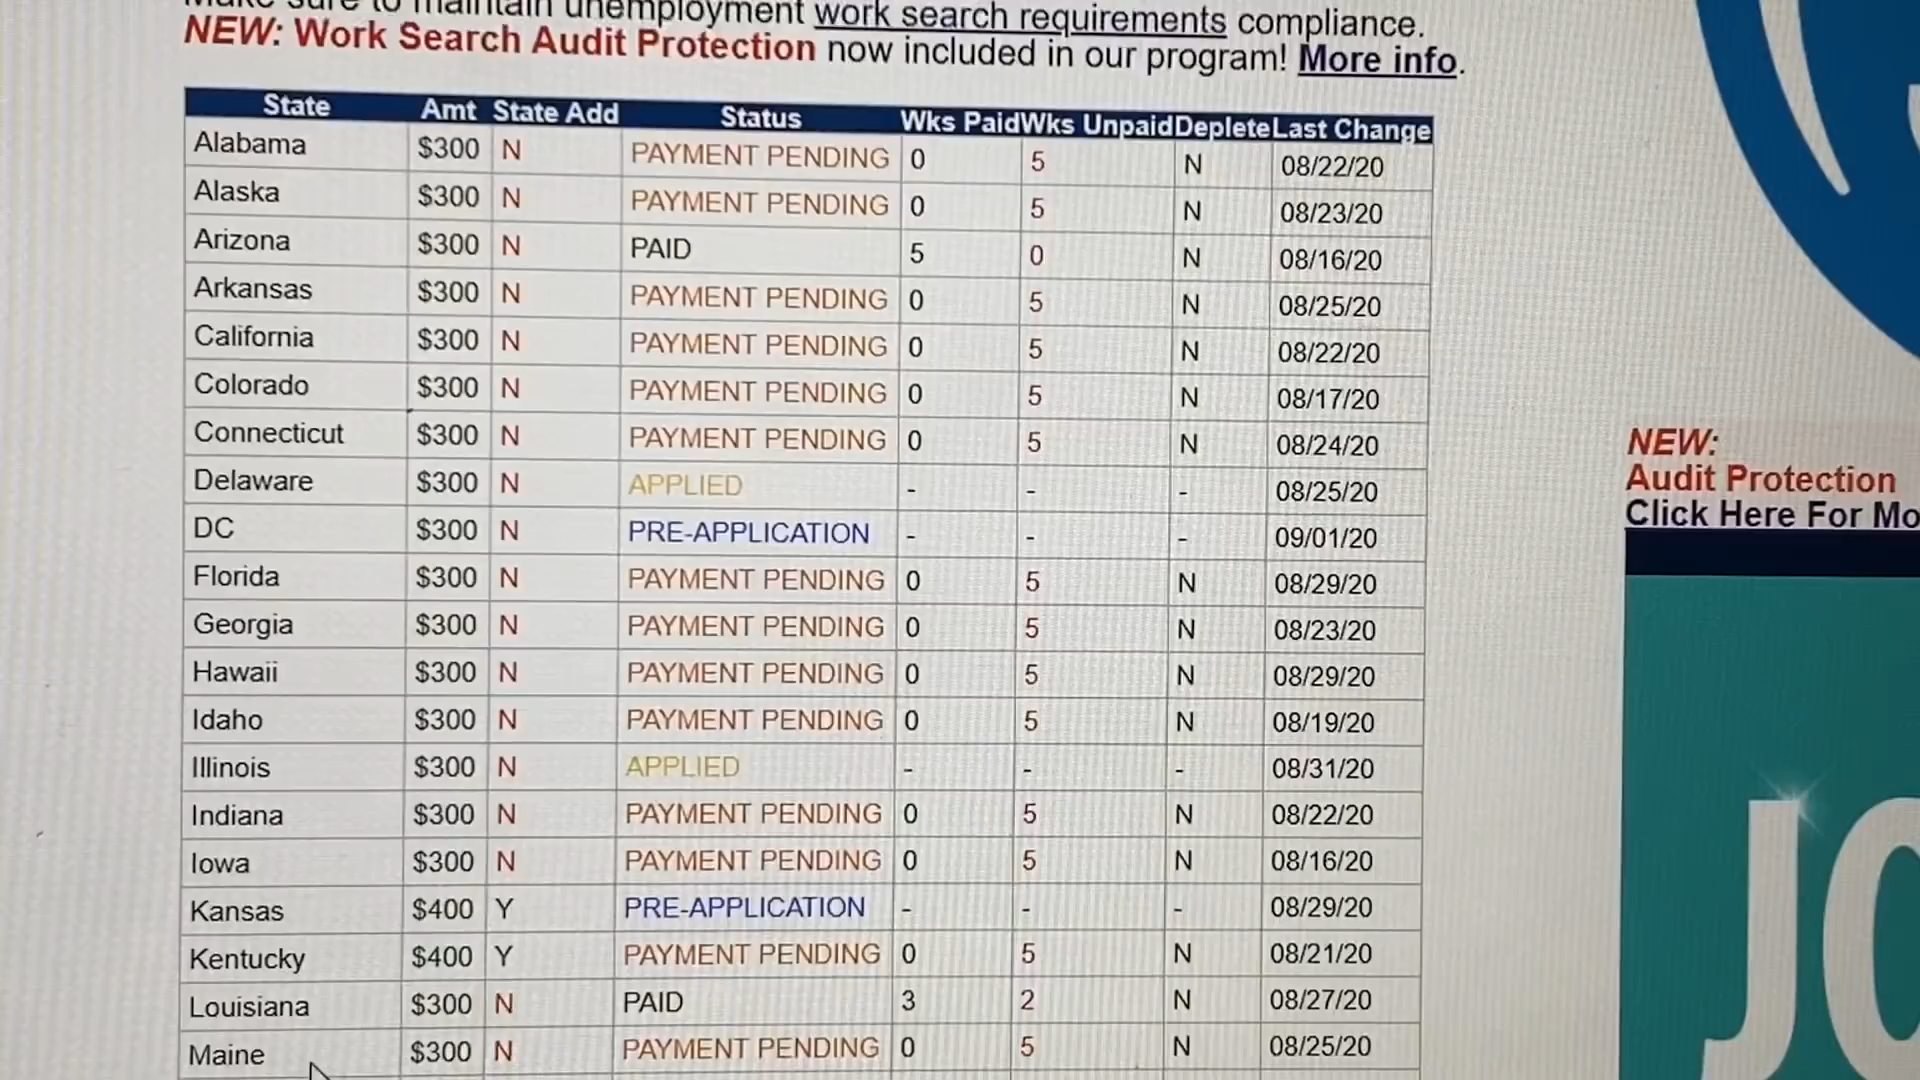 Make sure to maintain unemployment work search requirements compliance.
NEW: Work Search Audit Protection now included in our program! More info.
State Amt State Add Status Wks Paid Wks Unpaid Deplete Last Change
Alabama $300 N PAYMENT PENDING 0 5 N 08/22/20
Alaska $300 N PAYMENT PENDING 0 5 N 08/23/20
Arizona $300 N PAID 5 0 N 08/16/20
Arkansas $300 N PAYMENT PENDING 0 5 N 08/25/20
California $300 N PAYMENT PENDING 0 5 N 08/22/20
Colorado $300 N PAYMENT PENDING 0 5 N 08/17/20
Connecticut $300 N PAYMENT PENDING 0 5 N 08/24/20
Delaware $300 N APPLIED - - - 08/25/20
DC $300 N PRE-APPLICATION - - - 09/01/20
Florida $300 N PAYMENT PENDING 0 5 N 08/29/20
Georgia $300 N PAYMENT PENDING 0 5 N 08/23/20
Hawaii $300 N PAYMENT PENDING 0 5 N 08/29/20
Idaho $300 N PAYMENT PENDING 0 5 N 08/19/20
Illinois $300 N APPLIED - - - 08/31/20
Indiana $300 N PAYMENT PENDING 0 5 N 08/22/20
Iowa $300 N PAYMENT PENDING 0 5 N 08/16/20
Kansas $400 Y PRE-APPLICATION - - - 08/29/20
Kentucky $400 Y PAYMENT PENDING 0 5 N 08/21/20
Louisiana $300 N PAID 3 2 N 08/27/20
Maine $300 N PAYMENT PENDING 0 5 N 08/25/20
NEW:
Audit Protection
Click Here For Mo
JO